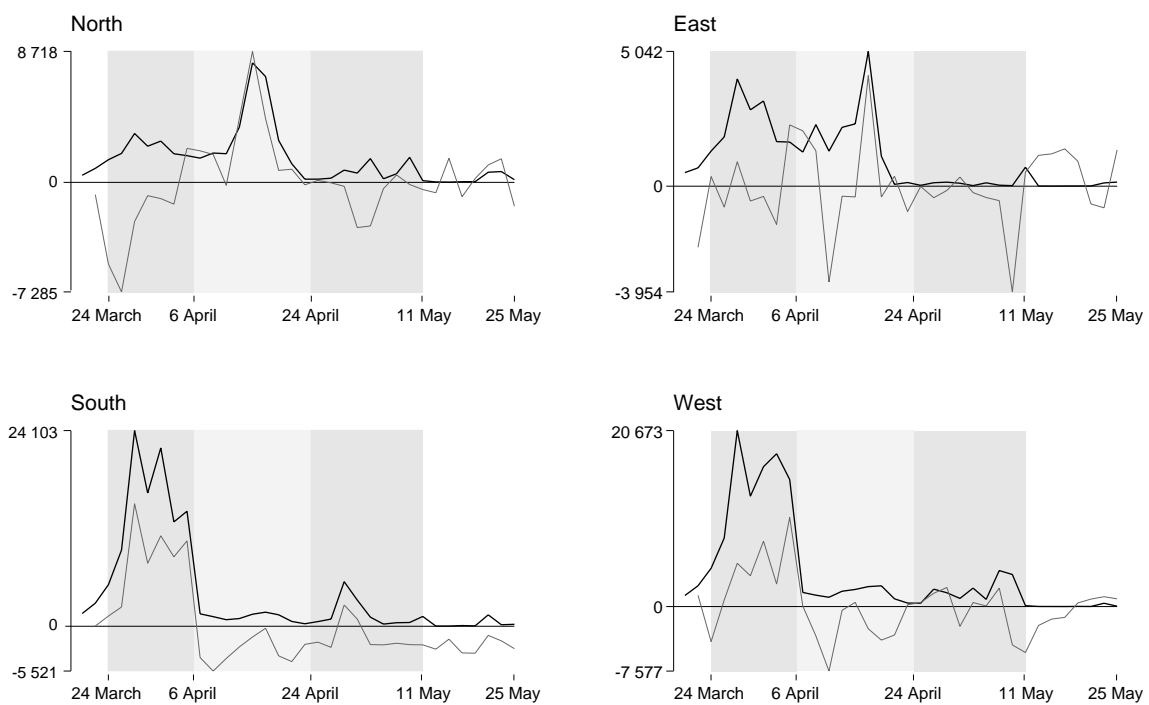 North
8 718
0
-7 285
24 March 6 April 24 April 11 May 25 May
East
5 042
0
-3 954
24 March 6 April 24 April 11 May 25 May
South
24 103
0
-5 521
24 March 6 April 24 April 11 May 25 May
West
20 673
0
-7 577
24 March 6 April 24 April 11 May 25 May